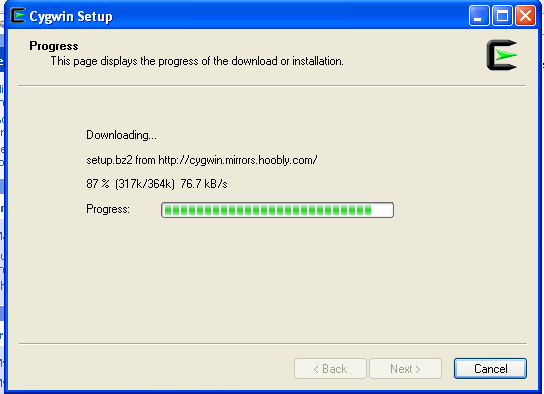 Cygwin Setup
Progress
This page displays the progress of the download or installation.
Downloading...
setup.bz2 from http://cygwin.mirrors.hoobly.com/
87 % (317k/364k) 76.7 kB/s
Progress:
< Back
Next >
Cancel